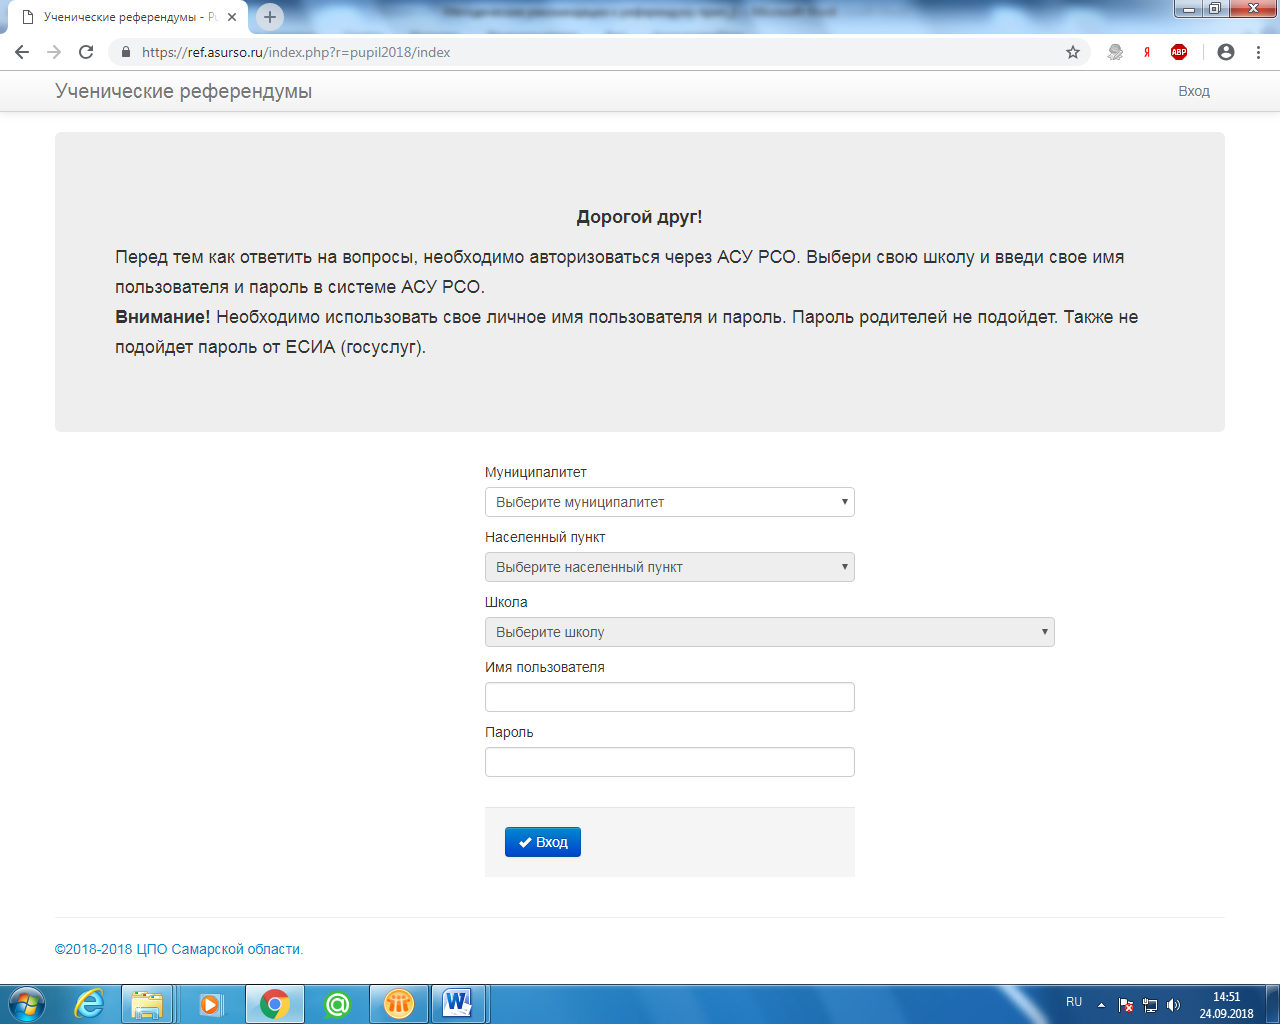 Ученические референдумы - Pu
https://ref.asurso.ru/index.php?r=pupil2018/index
Я
ABP
Ученические референдумы
Вход
Дорогой друг!
Перед тем как ответить на вопросы, необходимо авторизоваться через АСУ РСО. Выбери свою школу и введи свое имя
пользователя и пароль в системе АСУ РСО.
Внимание! Необходимо использовать свое личное имя пользователя и пароль. Пароль родителей не подойдет. Также не
подойдет пароль от ЕСИА (госуслуг).
Муниципалитет
Выберите муниципалитет
Населенный пункт
Выберите населенный пункт
Школа
Выберите школу
Имя пользователя
Пароль
Вход
©2018-2018 ЦПО Самарской области.
RU
14:51
24.09.2018